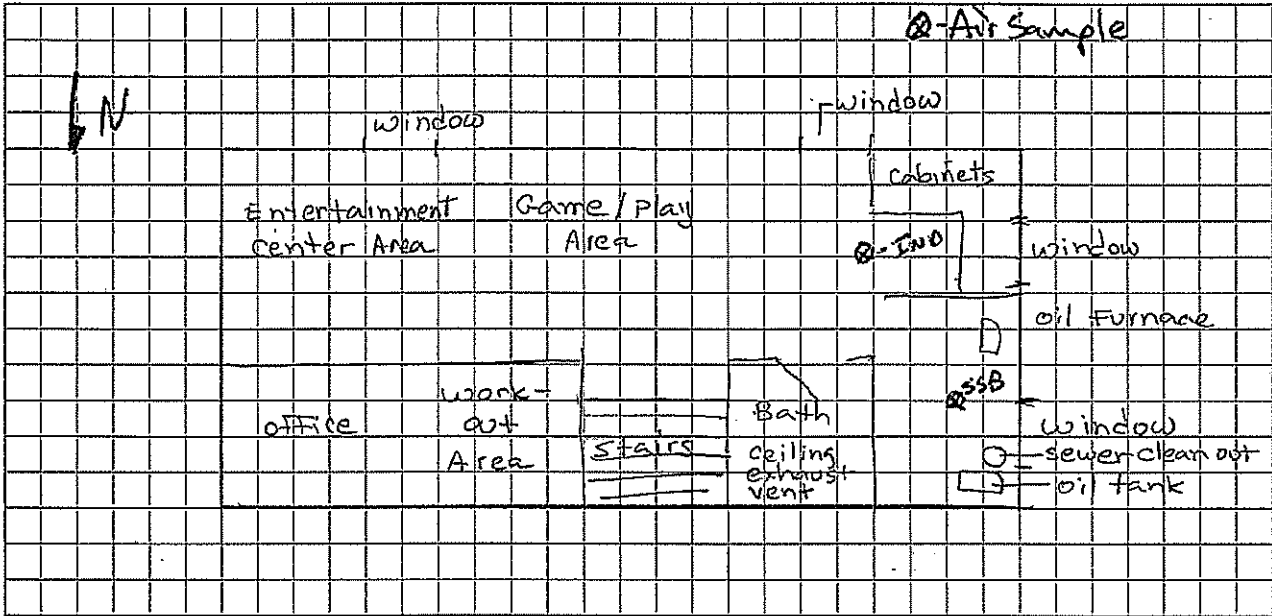 ⊗-Air Sample
N
window
window
cabinets
Entertainment
Center Area
Game/Play
Area
⊗-IND
window
oil Furnace
⊗SSB
office
work-
out
Area
Stairs
Bath
ceiling
exhaust
vent
window
sewer clean out
oil tank